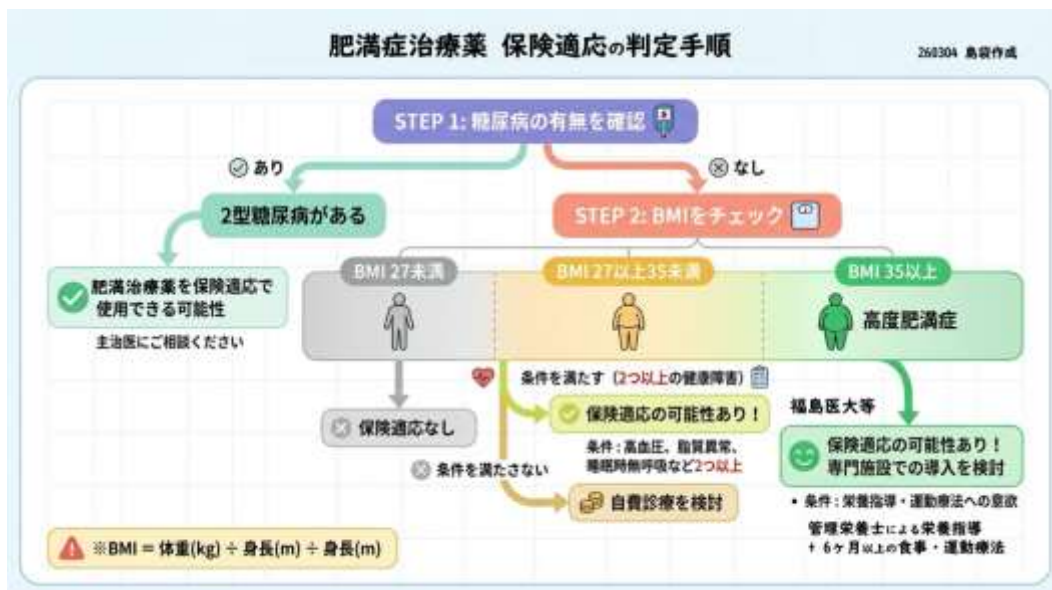 肥満症治療薬 保険適応の判定手順
260304 島袋作成
STEP 1: 糖尿病の有無を確認
あり
なし
2型糖尿病がある
STEP 2: BMIをチェック
肥満治療薬を保険適応で
使用できる可能性
主治医にご相談ください
BMI 27未満
BMI 27以上35未満
BMI 35以上
高度肥満症
条件を満たす (2つ以上の健康障害)
保険適応なし
保険適応の可能性あり！
条件：高血圧、脂質異常、
睡眠時無呼吸など2つ以上
条件を満たさない
自費診療を検討
福島医大等
保険適応の可能性あり！
専門施設での導入を検討
• 条件：栄養指導・運動療法への意欲
管理栄養士による栄養指導
+ 6ヶ月以上の食事・運動療法
※BMI = 体重(kg) ÷ 身長(m) ÷ 身長(m)